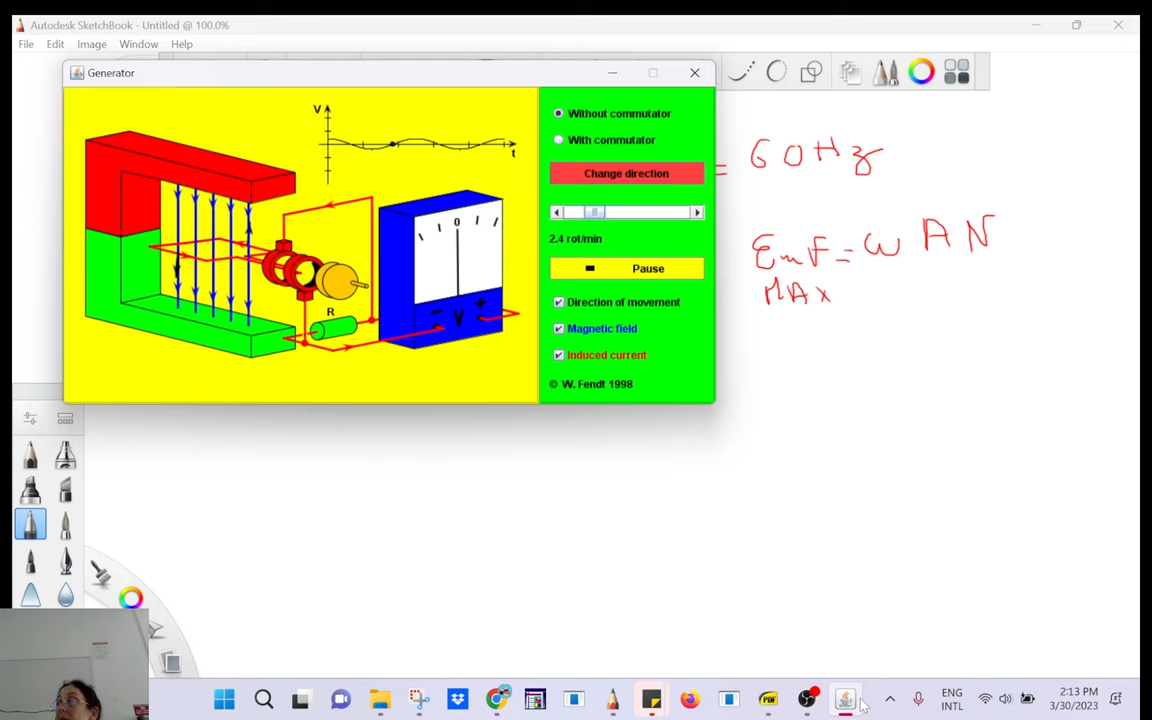 Autodesk SketchBook - Untitled @ 100.0%
File Edit Image Window Help
Generator
V
t
0
R
V
- +
Without commutator
With commutator
Change direction
2.4 rot/min
Pause
Direction of movement
Magnetic field
Induced current
© W. Fendt 1998
= 60 Hz
EmF = ω A N
MAX
ENG
INTL
2:13 PM
3/30/2023